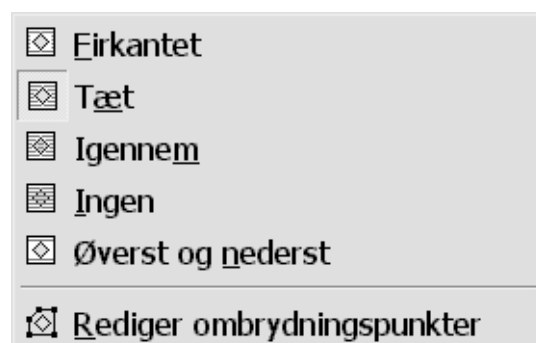 Firkantet
Tæt
Igennem
Ingen
Øverst og nederst
Rediger ombrydningspunkter